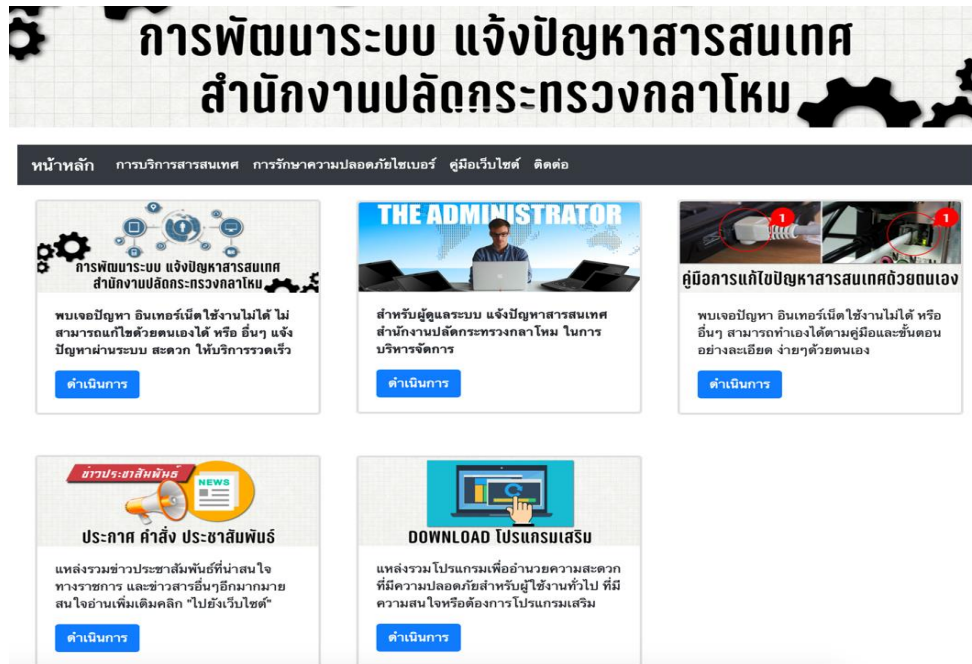 การพัฒนาระบบ แจ้งปัญหาสารสนเทศ
สำนักงานปลัดกระทรวงกลาโหม
หน้าหลัก การบริการสารสนเทศ การรักษาความปลอดภัยไซเบอร์ คู่มือเว็บไซต์ ติดต่อ
การพัฒนาระบบ แจ้งปัญหาสารสนเทศ
สำนักงานปลัดกระทรวงกลาโหม
พบเจอปัญหา อินเทอร์เน็ตใช้งานไม่ได้ ไม่
สามารถแก้ไขด้วยตนเองได้ หรือ อื่นๆ แจ้ง
ปัญหาผ่านระบบ สะดวก ให้บริการรวดเร็ว
ดำเนินการ
THE ADMINISTRATOR
สำหรับผู้ดูแลระบบ แจ้งปัญหาสารสนเทศ
สำนักงานปลัดกระทรวงกลาโหม ในการ
บริหารจัดการ
ดำเนินการ
1
1
คู่มือการแก้ไขปัญหาสารสนเทศด้วยตนเอง
พบเจอปัญหา อินเทอร์เน็ตใช้งานไม่ได้ หรือ
อื่นๆ สามารถทำเองได้ตามคู่มือและขั้นตอน
อย่างละเอียด ง่ายๆด้วยตนเอง
ดำเนินการ
ข่าวประชาสัมพันธ์
NEWS
ประกาศ คำสั่ง ประชาสัมพันธ์
แหล่งรวมข่าวประชาสัมพันธ์ที่น่าสนใจ
ทางราชการ และข่าวสารอื่นๆอีกมากมาย
สนใจอ่านเพิ่มเติมคลิก "ไปยังเว็บไซต์"
ดำเนินการ
DOWNLOAD โปรแกรมเสริม
แหล่งรวมโปรแกรมเพื่ออำนวยความสะดวก
ที่มีความปลอดภัยสำหรับผู้ใช้งานทั่วไป ที่มี
ความสนใจหรือต้องการโปรแกรมเสริม
ดำเนินการ